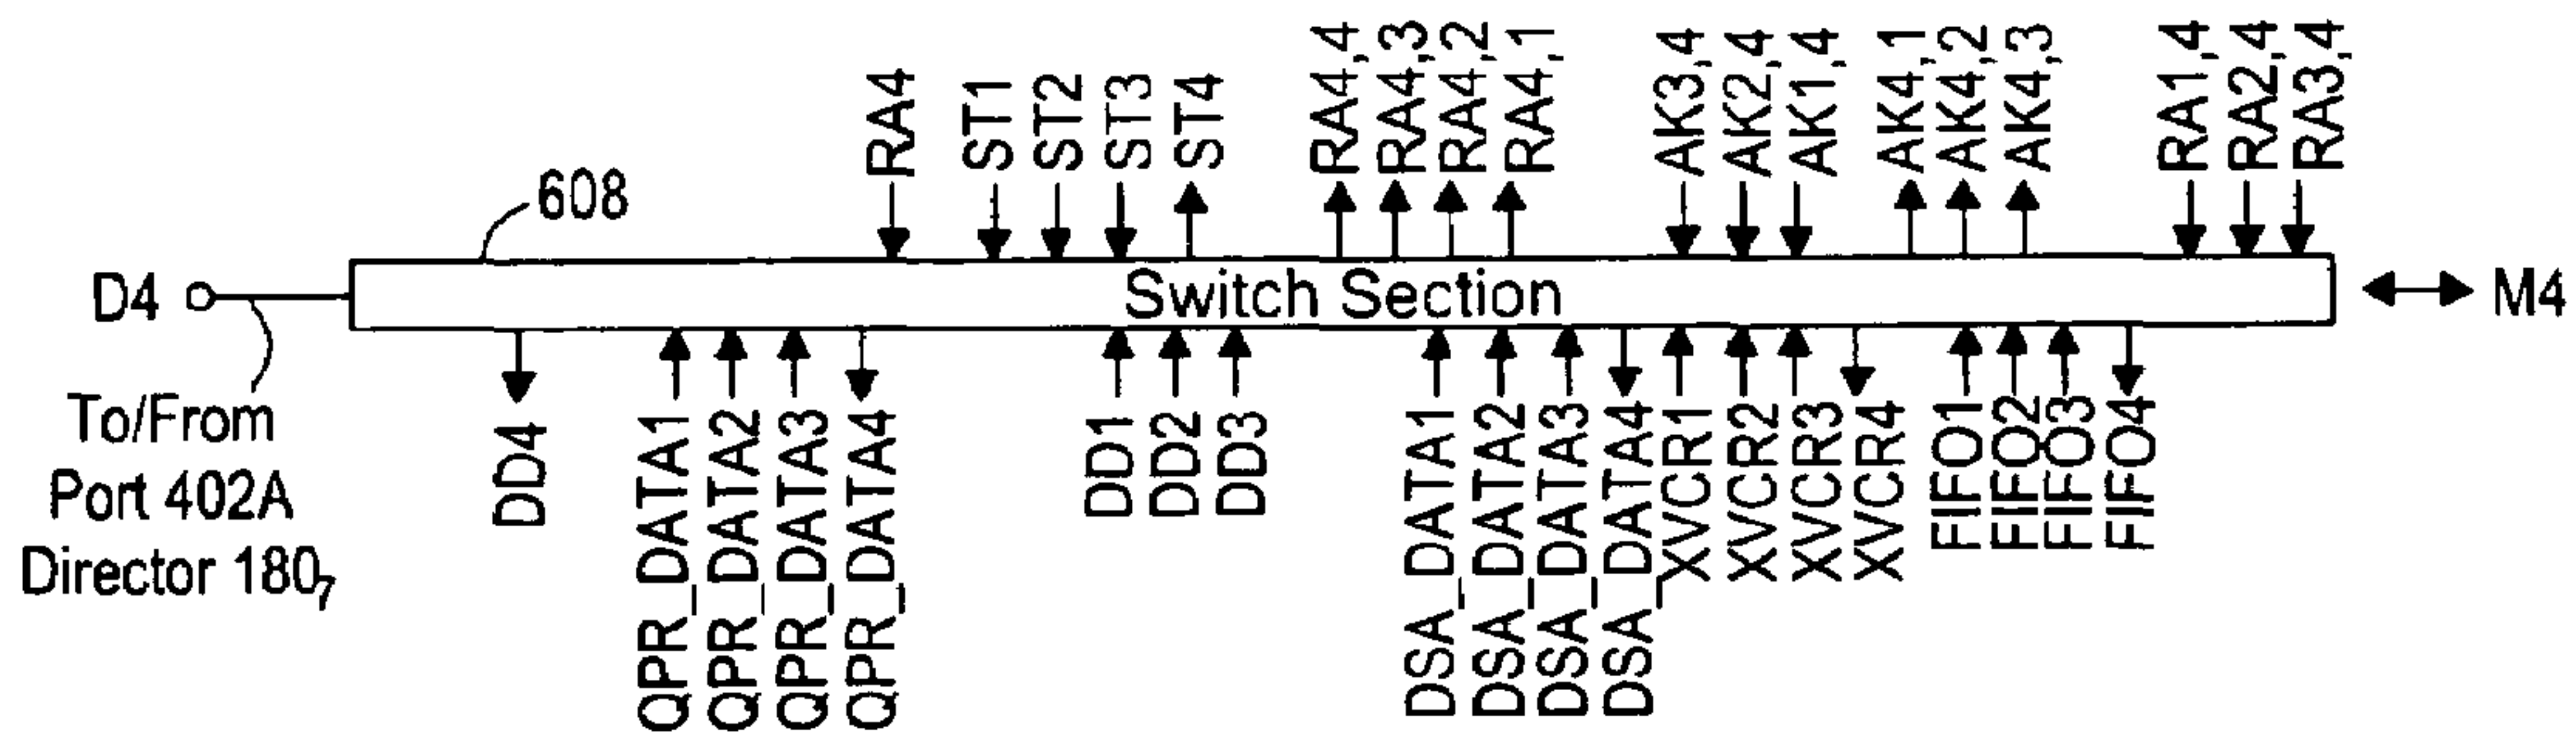 RA4
ST1
ST2
ST3
ST4
RA4,4
RA4,3
RA4,2
RA4,1
AK3,4
AK2,4
AK1,4
AK4,1
AK4,2
AK4,3
RA1,4
RA2,4
RA3,4
608
D4
Switch Section
M4
To/From
Port 402A
Director 180₇
DD4
QPR_DATA1
QPR_DATA2
QPR_DATA3
QPR_DATA4
DD1
DD2
DD3
DSA_DATA1
DSA_DATA2
DSA_DATA3
DSA_DATA4
XVCR1
XVCR2
XVCR3
XVCR4
FIFO1
FIFO2
FIFO3
FIFO4